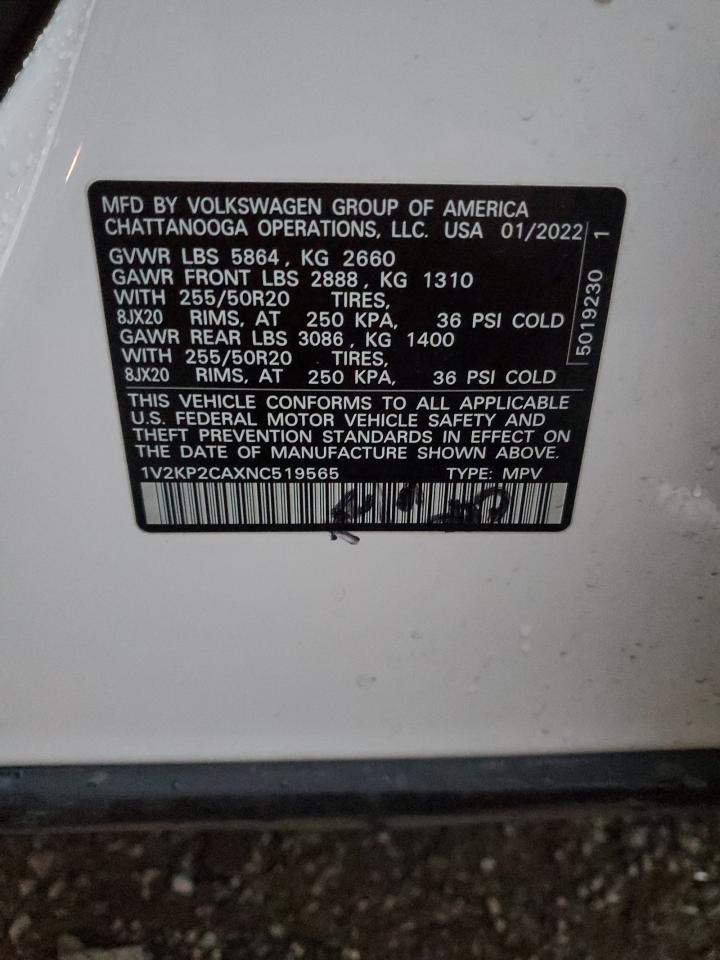 MFD BY VOLKSWAGEN GROUP OF AMERICA
CHATTANOOGA OPERATIONS, LLC. USA 01/2022
GVWR LBS 5864, KG 2660
GAWR FRONT LBS 2888, KG 1310
WITH 255/50R20 TIRES,
8JX20 RIMS, AT 250 KPA, 36 PSI COLD
GAWR REAR LBS 3086, KG 1400
WITH 255/50R20 TIRES,
8JX20 RIMS, AT 250 KPA, 36 PSI COLD
5019230 1
THIS VEHICLE CONFORMS TO ALL APPLICABLE
U.S. FEDERAL MOTOR VEHICLE SAFETY AND
THEFT PREVENTION STANDARDS IN EFFECT ON
THE DATE OF MANUFACTURE SHOWN ABOVE.
1V2KP2CAXNC519565 TYPE: MPV